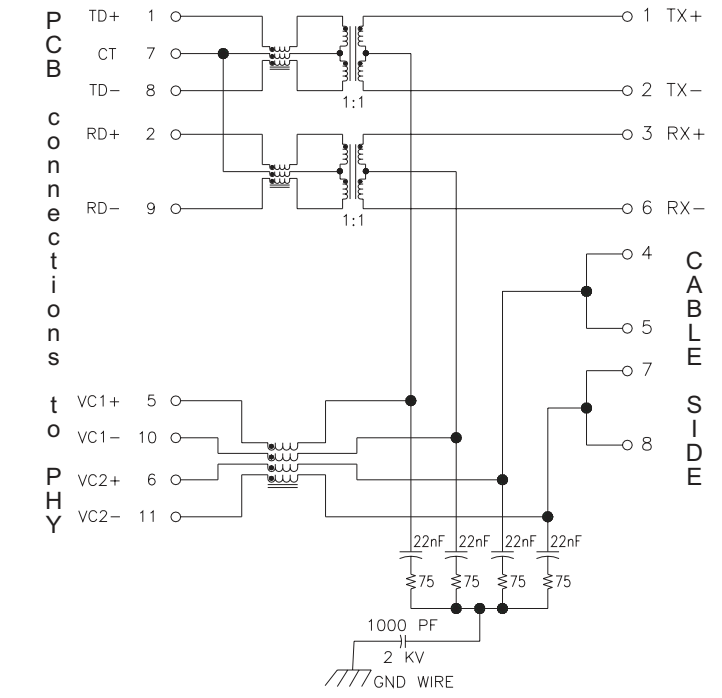 PCB connections to PHY
TD+ 1
CT 7
TD− 8
RD+ 2
RD− 9
1:1
1:1
1 TX+
2 TX−
3 RX+
6 RX−
4
5
7
8
CABLE SIDE
VC1+ 5
VC1− 10
VC2+ 6
VC2− 11
22nF 22nF 22nF 22nF
75 75 75 75
1000 PF
2 KV
GND WIRE